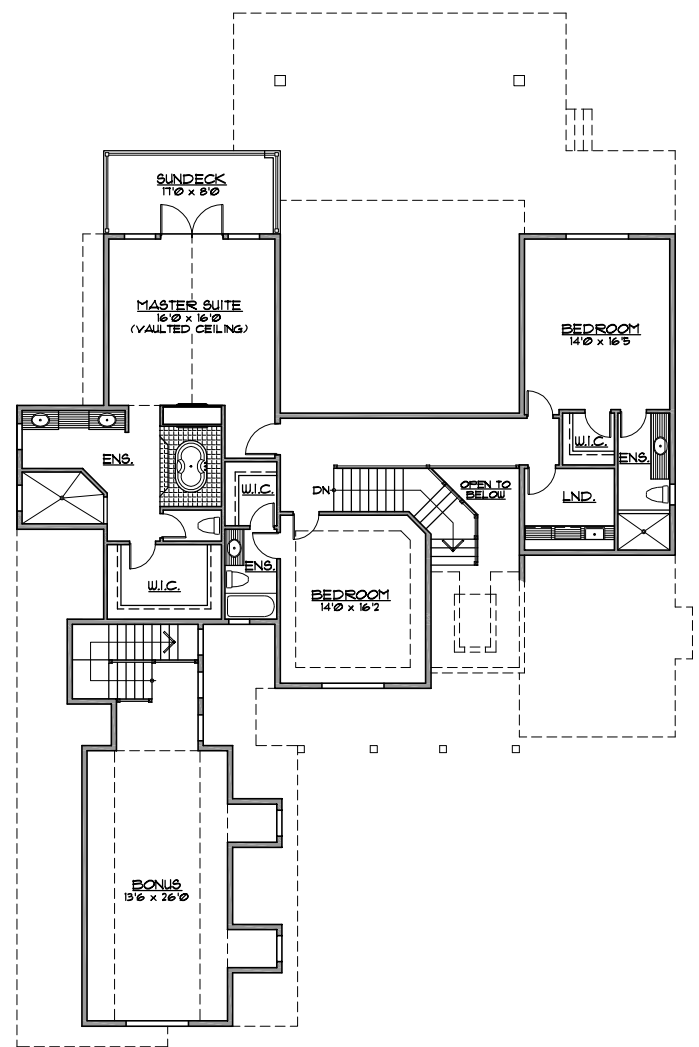 SUNDECK
17'0 x 8'0
MASTER SUITE
16'0 x 16'0
(VAULTED CEILING)
BEDROOM
14'0 x 16'5
W.I.C.
ENS.
ENS.
W.I.C.
DN
OPEN TO
BELOW
LND.
ENS.
W.I.C.
BEDROOM
14'0 x 16'2
BONUS
13'6 x 26'0